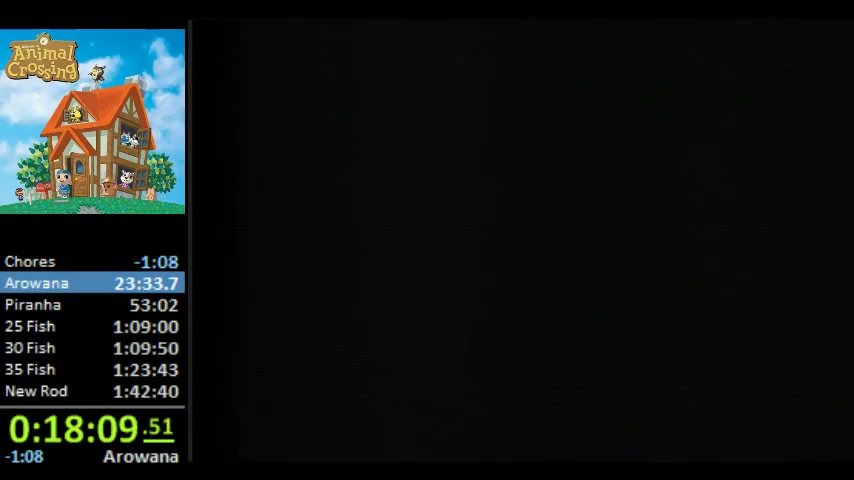 Animal
Crossing
Chores -1:08
Arowana 23:33.7
Piranha 53:02
25 Fish 1:09:00
30 Fish 1:09:50
35 Fish 1:23:43
New Rod 1:42:40
0:18:09.51
-1:08 Arowana